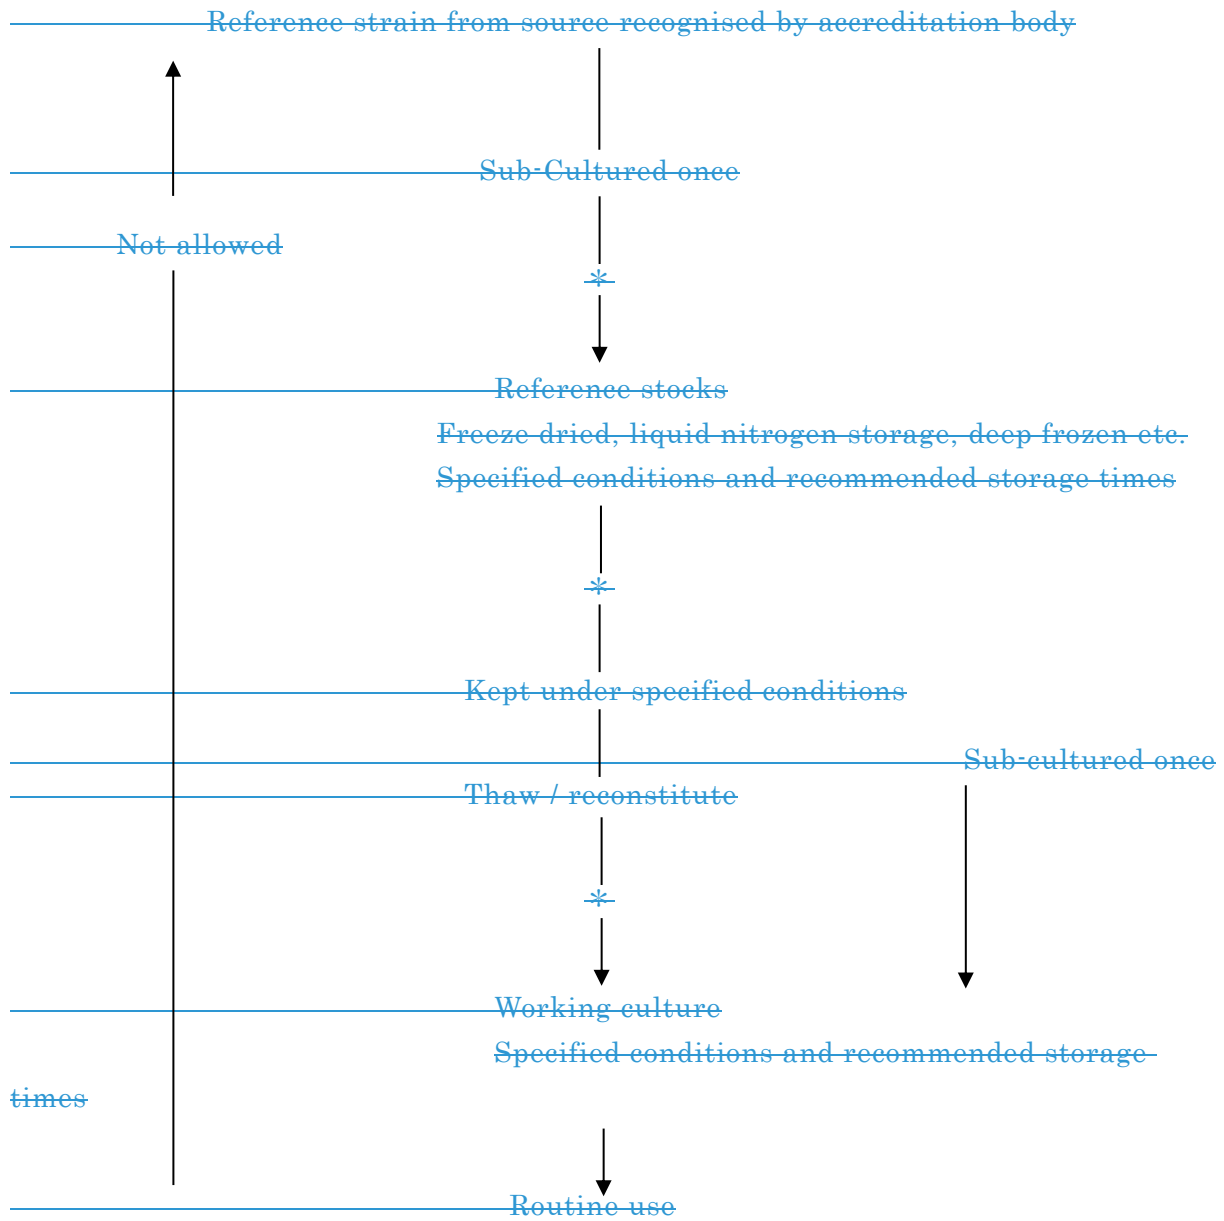 Reference strain from source recognised by accreditation body
Sub-Cultured once
Not allowed
*
Reference stocks
Freeze dried, liquid nitrogen storage, deep frozen etc.
Specified conditions and recommended storage times
*
Kept under specified conditions
Sub-cultured once
Thaw / reconstitute
*
Working culture
Specified conditions and recommended storage
times
Routine use